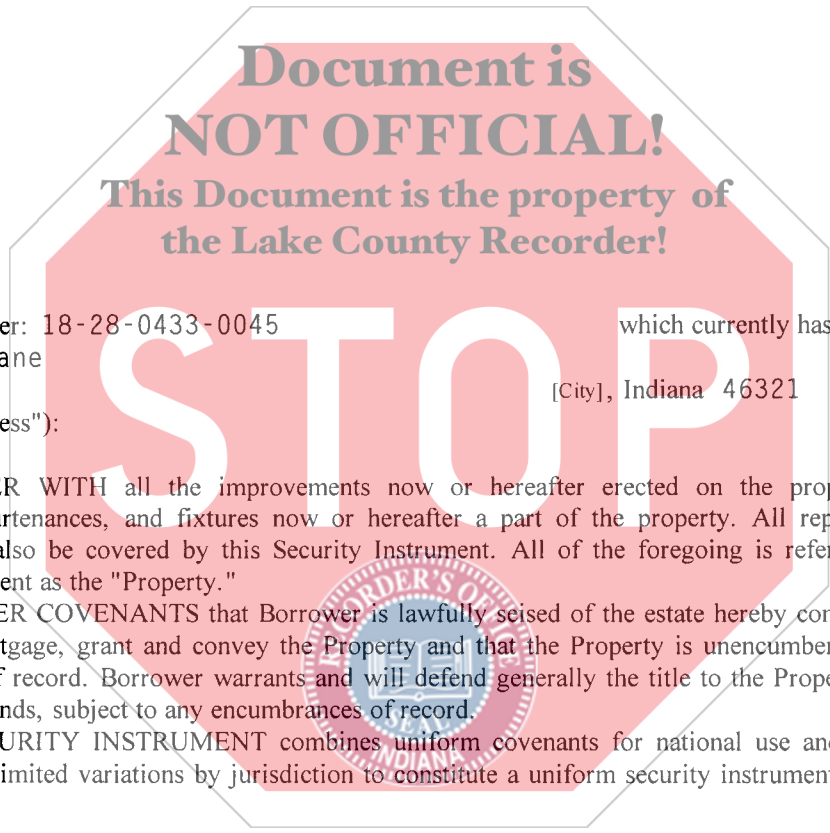 Document is
NOT OFFICIAL!
This Document is the property of
the Lake County Recorder!
STOP
er: 18-28-0433-0045 which currently has
ane
[City], Indiana 46321
ess"):
ER WITH all the improvements now or hereafter erected on the prop
rtenances, and fixtures now or hereafter a part of the property. All rep
also be covered by this Security Instrument. All of the foregoing is refer
ent as the "Property."
ER COVENANTS that Borrower is lawfully seised of the estate hereby con
tgage, grant and convey the Property and that the Property is unencumber
f record. Borrower warrants and will defend generally the title to the Prope
nds, subject to any encumbrances of record.
URITY INSTRUMENT combines uniform covenants for national use and
imited variations by jurisdiction to constitute a uniform security instrument
RECORDER'S OFFICE
SEAL
INDIANA